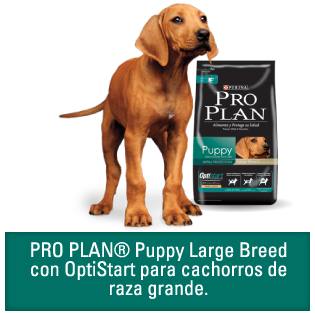 PURINA
PRO
PLAN
Puppy
OptiStart
PRO PLAN® Puppy Large Breed
con OptiStart para cachorros de
raza grande.